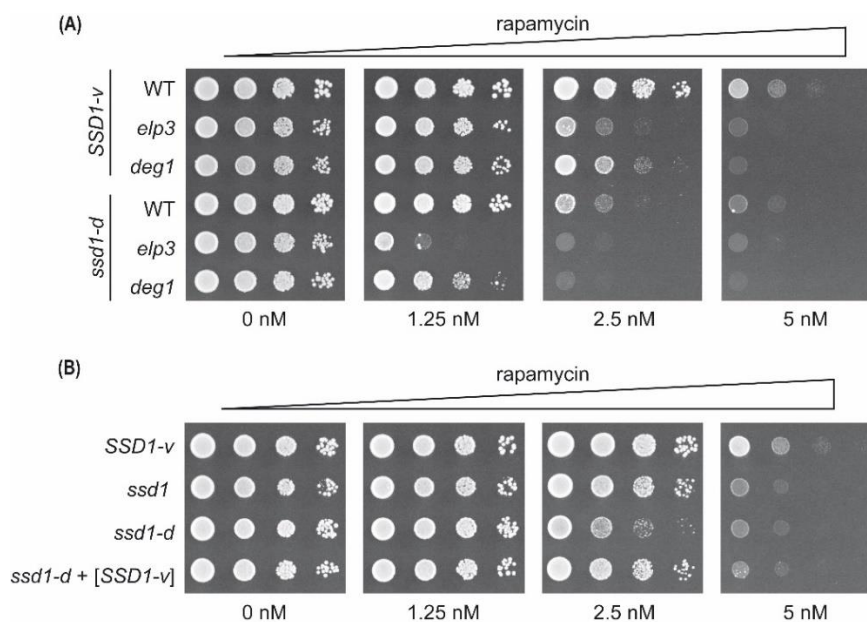 (A)
rapamycin
SSD1-v
WT
elp3
deg1
ssd1-d
WT
elp3
deg1
0 nM 1.25 nM 2.5 nM 5 nM
(B)
rapamycin
SSD1-v
ssd1
ssd1-d
ssd1-d + [SSD1-v]
0 nM 1.25 nM 2.5 nM 5 nM